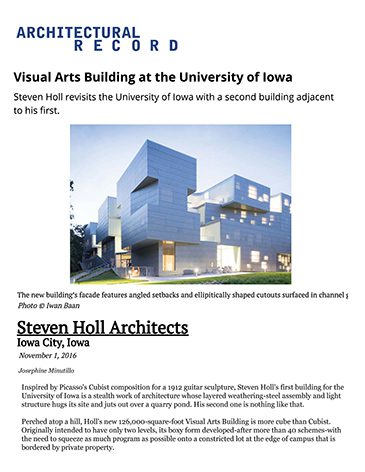 ARCHITECTURAL
RECORD
Visual Arts Building at the University of Iowa
Steven Holl revisits the University of Iowa with a second building adjacent
to his first.
The new building's facade features angled setbacks and ellipitically shaped cutouts surfaced in channel g
Photo © Iwan Baan
Steven Holl Architects
Iowa City, Iowa
November 1, 2016
Josephine Minutillo
Inspired by Picasso's Cubist composition for a 1912 guitar sculpture, Steven Holl's first building for the
University of Iowa is a stealth work of architecture whose layered weathering-steel assembly and light
structure hugs its site and juts out over a quarry pond. His second one is nothing like that.
Perched atop a hill, Holl's new 126,000-square-foot Visual Arts Building is more cube than Cubist.
Originally intended to have only two levels, its boxy form developed-after more than 40 schemes-with
the need to squeeze as much program as possible onto a constricted lot at the edge of campus that is
bordered by private property.